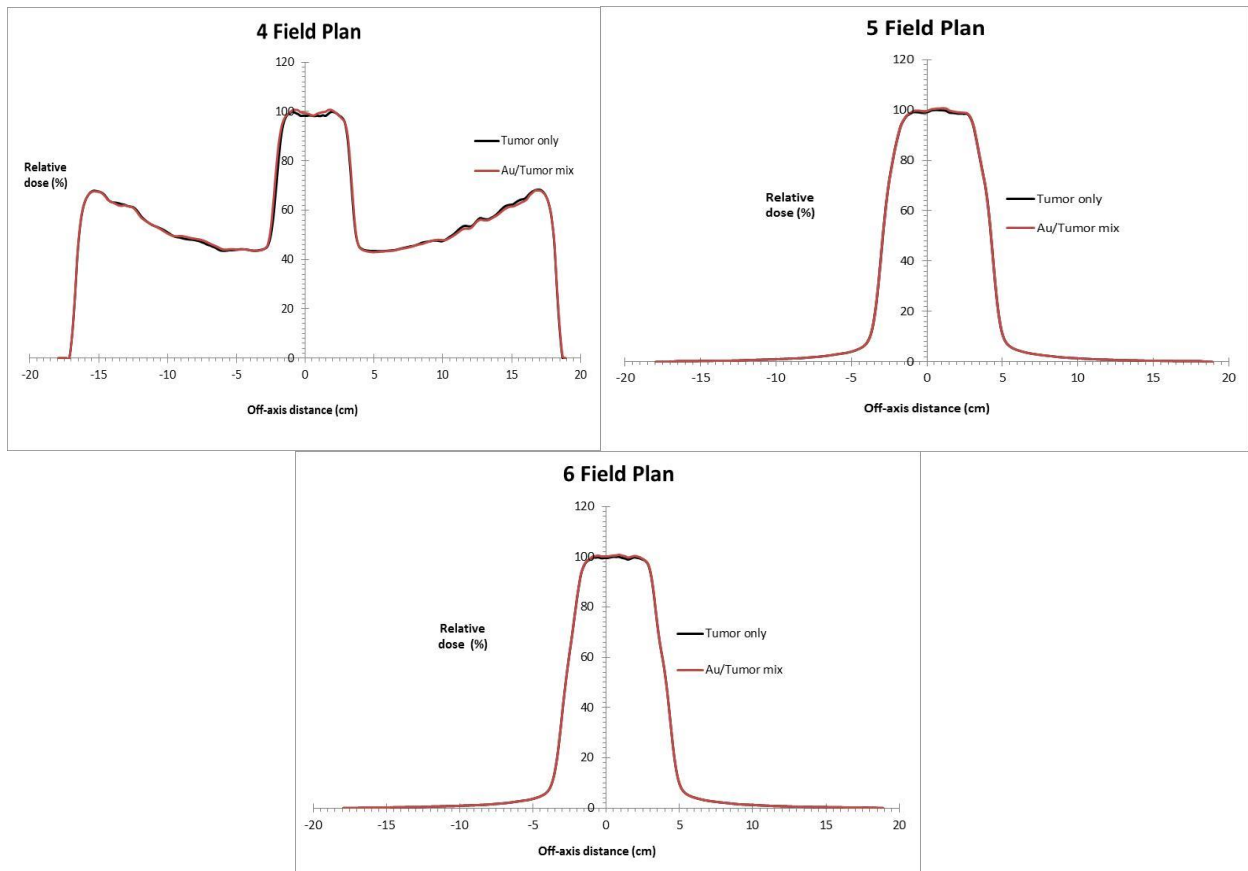 4 Field Plan
120
100
80
60
40
20
0
-20
-15
-10
-5
0
5
10
15
20
Relative
dose (%)
Tumor only
Au/Tumor mix
Off-axis distance (cm)
5 Field Plan
120
100
80
60
40
20
0
-20
-15
-10
-5
0
5
10
15
20
Relative
dose (%)
Tumor only
Au/Tumor mix
Off-axis distance (cm)
6 Field Plan
120
100
80
60
40
20
0
-20
-15
-10
-5
0
5
10
15
20
Relative
dose (%)
Tumor only
Au/Tumor mix
Off-axis distance (cm)